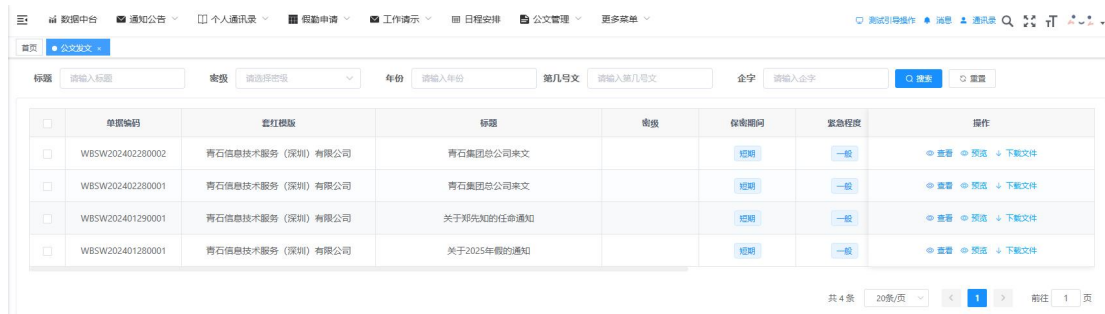 数据中台 通知公告 个人通讯录 假勤申请 工作请示 日程安排 公文管理 更多菜单 测试引导操作 消息 通讯录
首页 公文发文 ×
标题 请输入标题 密级 请选择密级 年份 请输入年份 第几号文 请输入第几号文 企字 请输入企字 搜索 重置
单据编码 套红模版 标题 密级 保密期间 紧急程度 操作
WBSW202402280002 青石信息技术服务（深圳）有限公司 青石集团总公司来文 短期 一般 查看 预览 下载文件
WBSW202402280001 青石信息技术服务（深圳）有限公司 青石集团总公司来文 短期 一般 查看 预览 下载文件
WBSW202401290001 青石信息技术服务（深圳）有限公司 关于郑先知的任命通知 短期 一般 查看 预览 下载文件
WBSW202401280001 青石信息技术服务（深圳）有限公司 关于2025年假的通知 短期 一般 查看 预览 下载文件
共 4 条 20条/页 < 1 > 前往 1 页